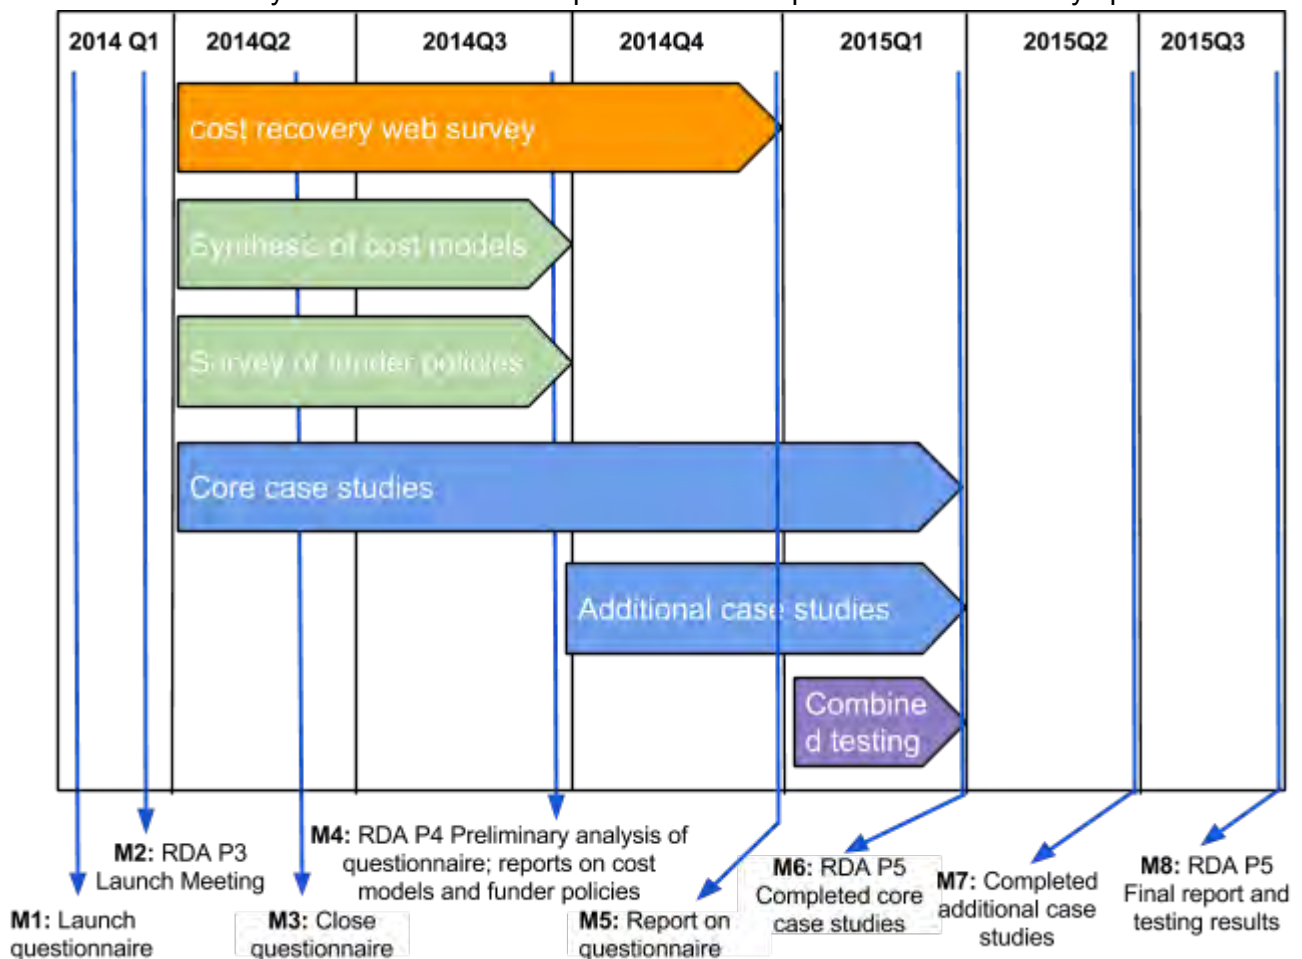 2014 Q1 2014Q2 2014Q3 2014Q4 2015Q1 2015Q2 2015Q3
cost recovery web survey
Synthesis of cost models
Survey of funder policies
Core case studies
Additional case studies
Combine
d testing
M1: Launch
questionnaire
M2: RDA P3
Launch Meeting
M3: Close
questionnaire
M4: RDA P4 Preliminary analysis of
questionnaire; reports on cost
models and funder policies
M5: Report on
questionnaire
M6: RDA P5
Completed core
case studies
M7: Completed
additional case
studies
M8: RDA P5
Final report and
testing results